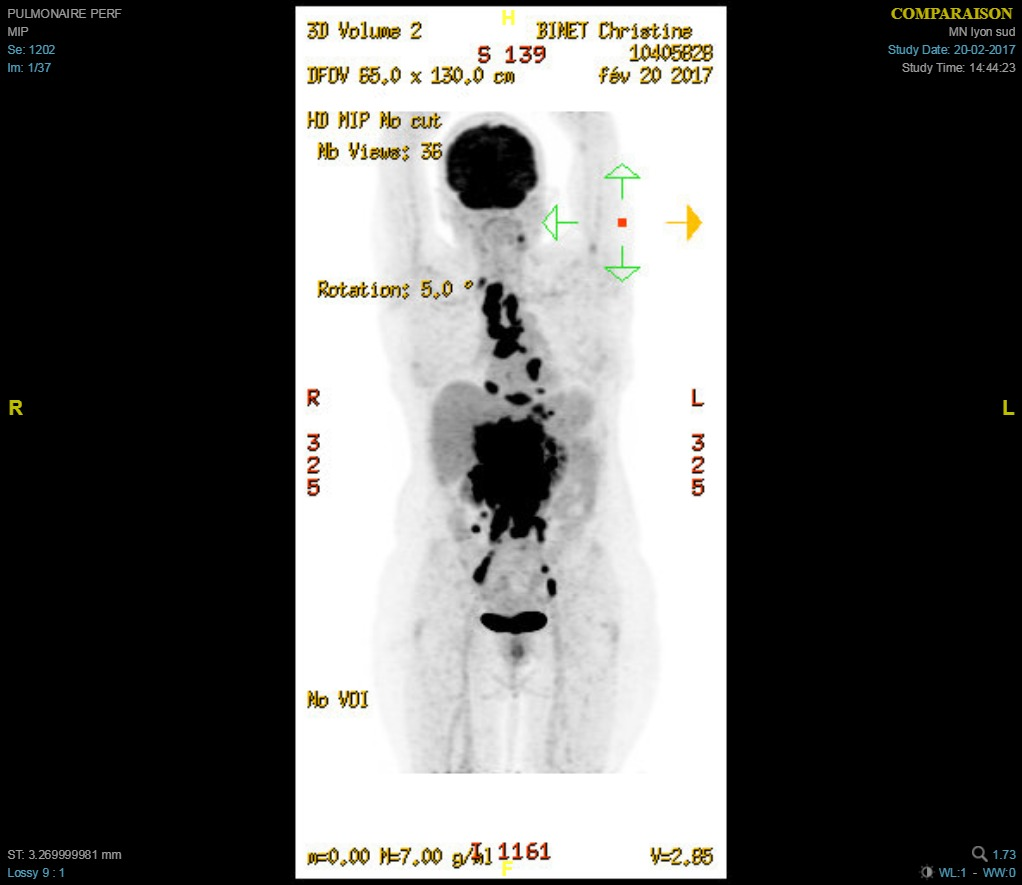 PULMONAIRE PERF
MIP
Se: 1202
Im: 1/37
COMPARAISON
MN lyon sud
Study Date: 20-02-2017
Study Time: 14:44:23
H
3D Volume 2
BINET Christine
S 139
10405828
DFOV 65.0 x 130.0 cm
fév 20 2017
HD MIP No cut
Nb Views: 36
Rotation: 5.0 °
R
R
L
L
3
2
5
3
2
5
No VOI
m=0.00 M=7.00 g/ml
I 1161
V=2.85
F
ST: 3.269999981 mm
Lossy 9 : 1
1.73
WL:1 - WW:0